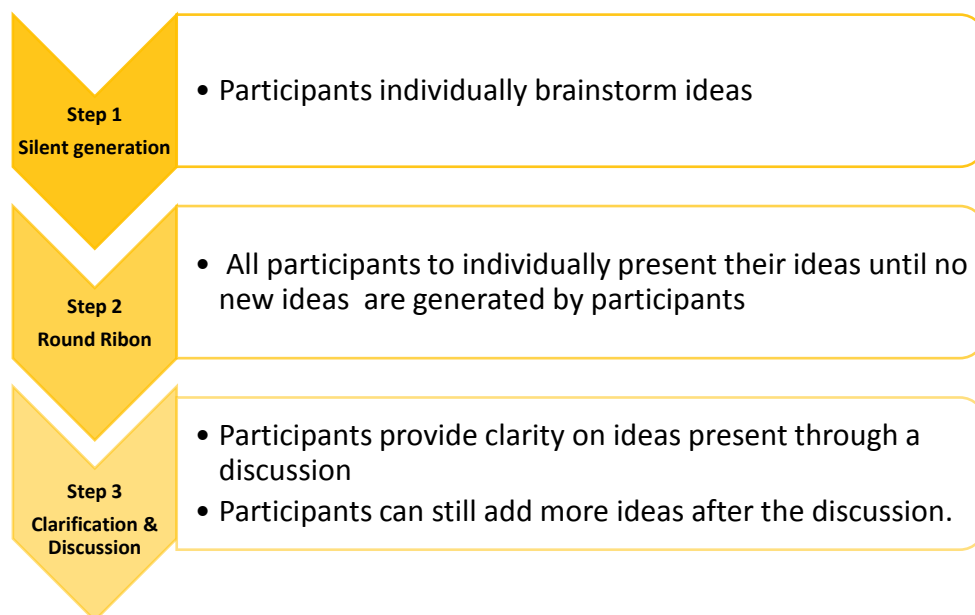 Step 1
Silent generation
• Participants individually brainstorm ideas
Step 2
Round Ribon
• All participants to individually present their ideas until no
new ideas are generated by participants
Step 3
Clarification &
Discussion
• Participants provide clarity on ideas present through a
discussion
• Participants can still add more ideas after the discussion.